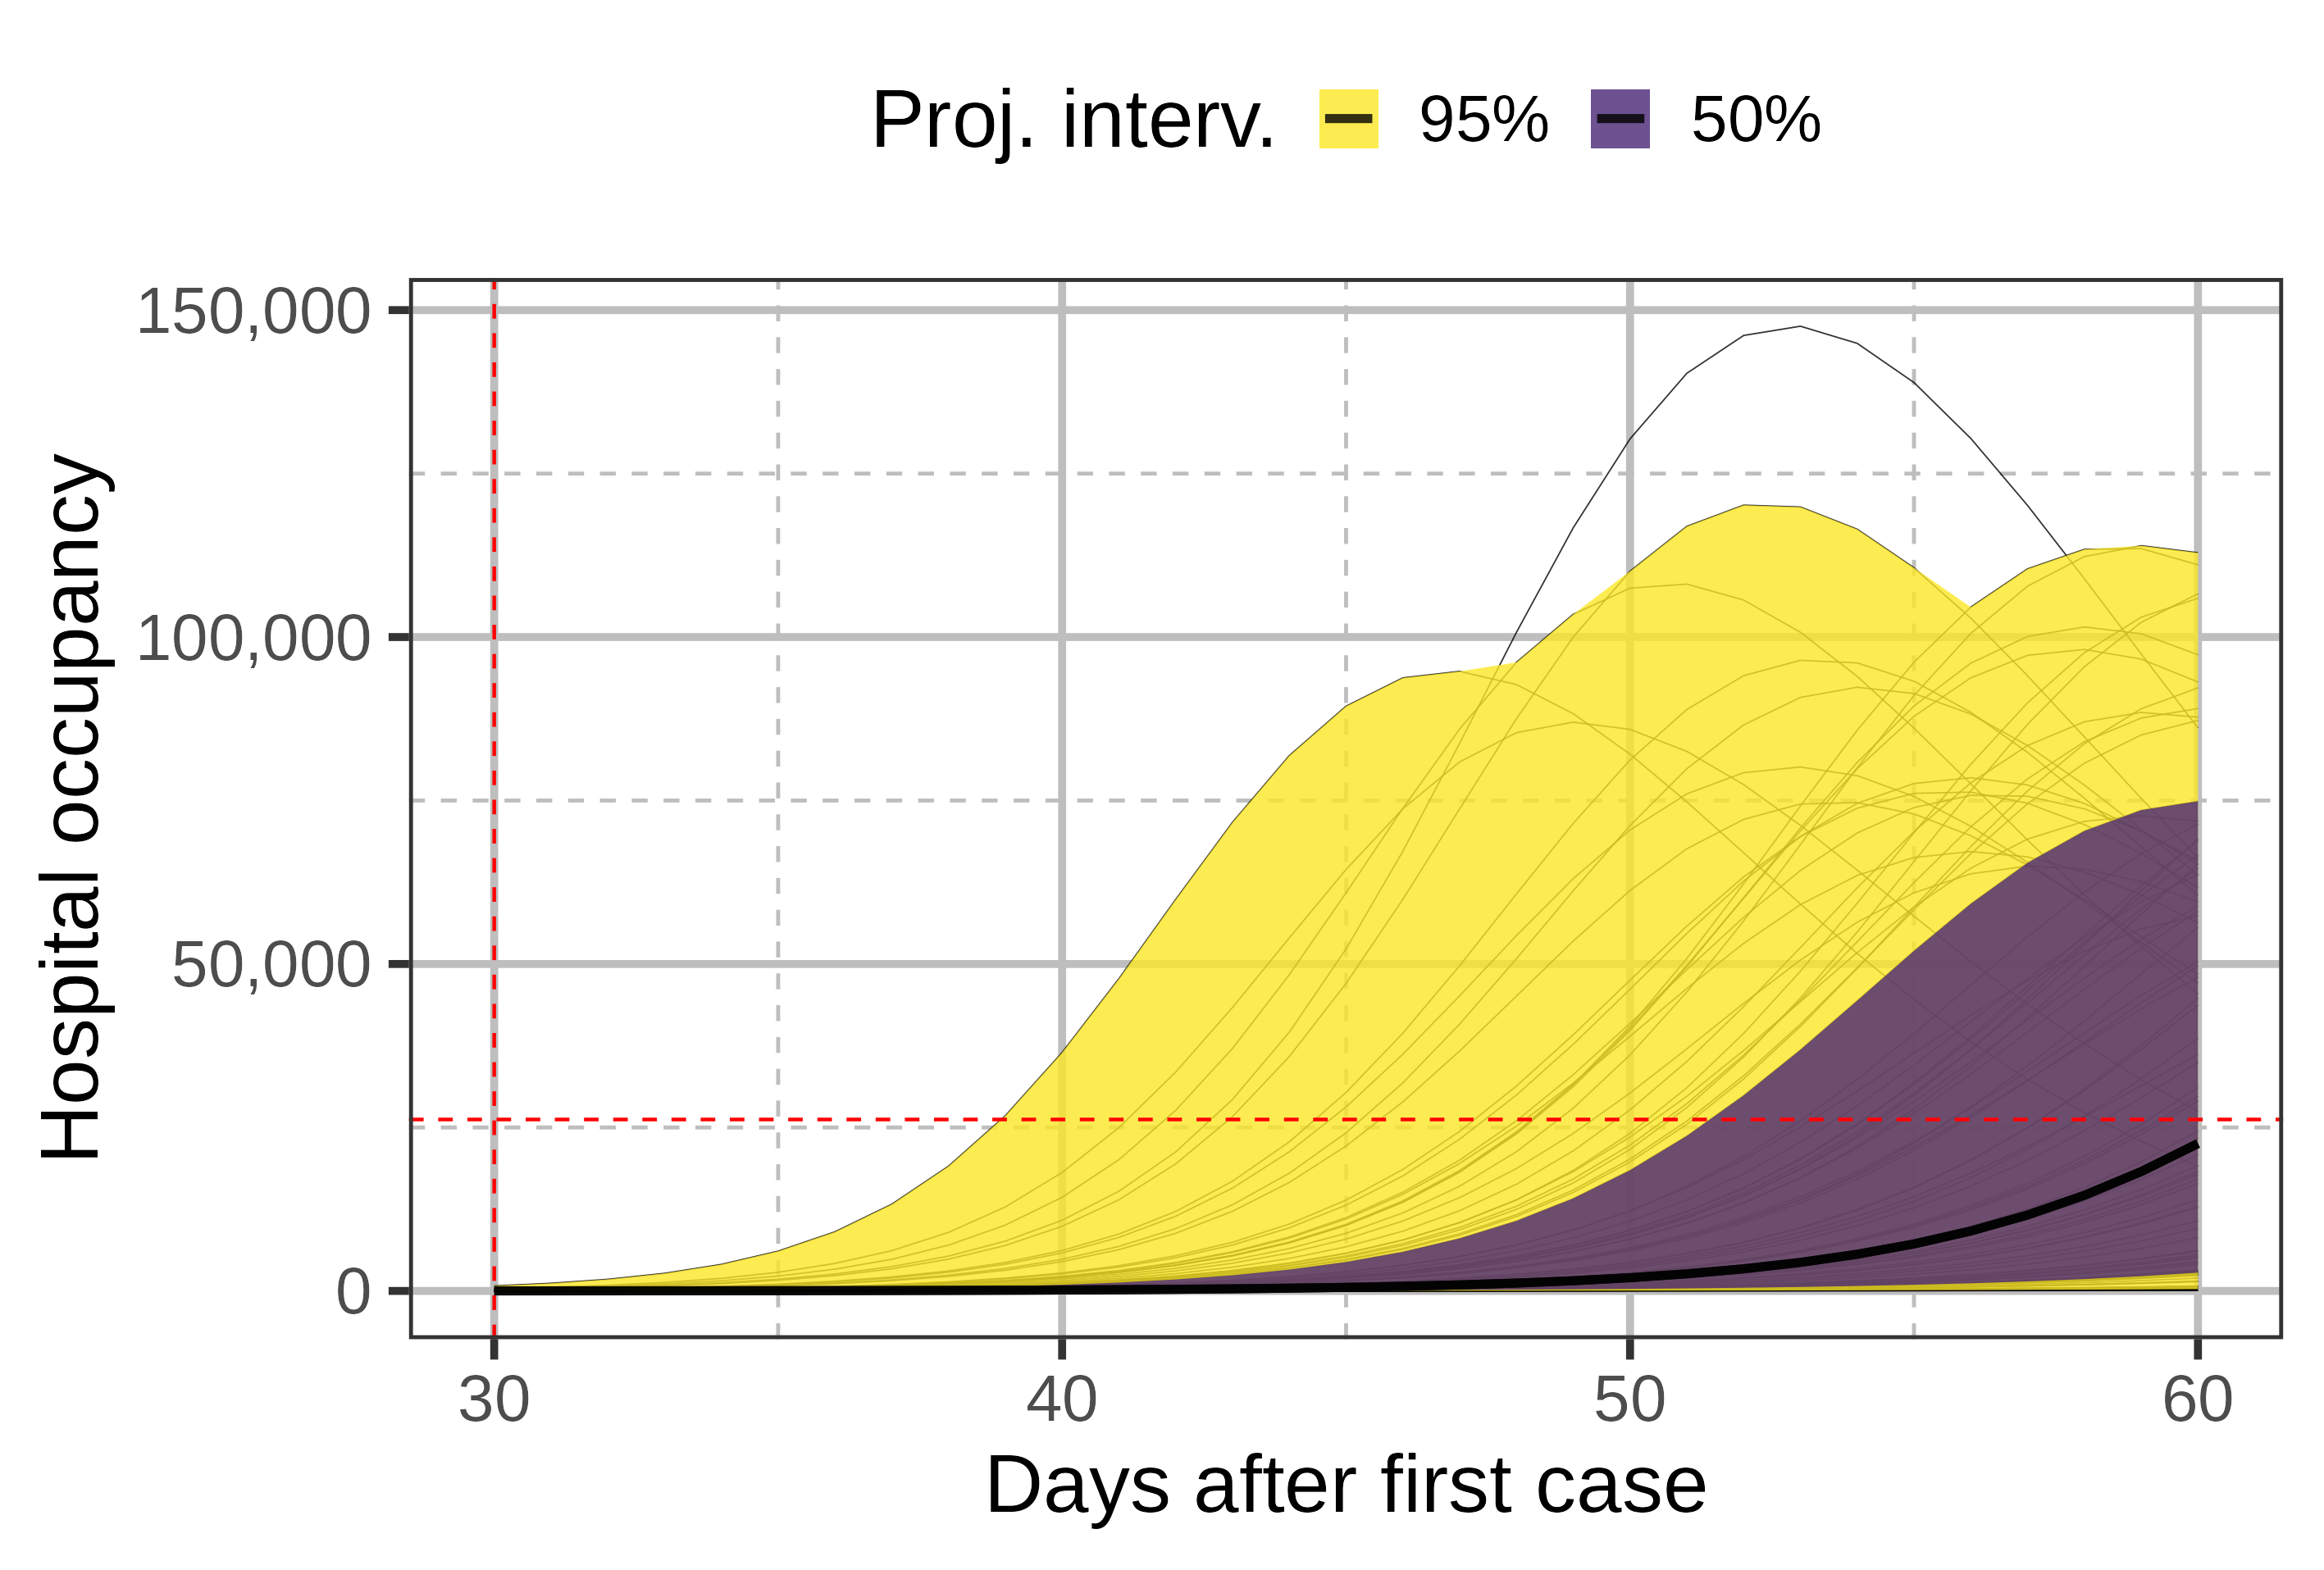 Proj. interv. 95% 50%
150,000
100,000
50,000
0
Hospital occupancy
30 40 50 60
Days after first case